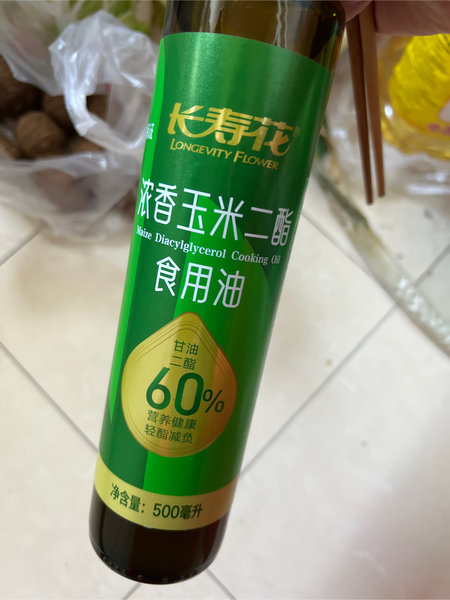 长寿花®
LONGEVITY FLOWER
浓香玉米二酯
Maize Diacylglycerol Cooking Oil
食用油
甘油
二酯
60%
营养健康
轻酯减负
净含量：500毫升